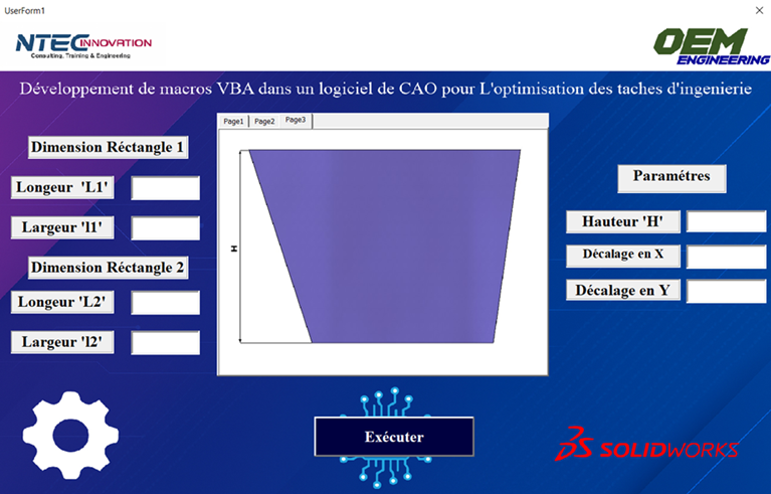 UserForm1
NTEC INNOVATION
Consulting, Training & Engineering
OEM
ENGINEERING
Développement de macros VBA dans un logiciel de CAO pour L'optimisation des taches d'ingenierie
Dimension Réctangle 1
Longeur 'L1'
Largeur 'l1'
Dimension Réctangle 2
Longeur 'L2'
Largeur 'l2'
Page1 Page2 Page3
H
Paramétres
Hauteur 'H'
Décalage en X
Décalage en Y
Exécuter
SOLIDWORKS